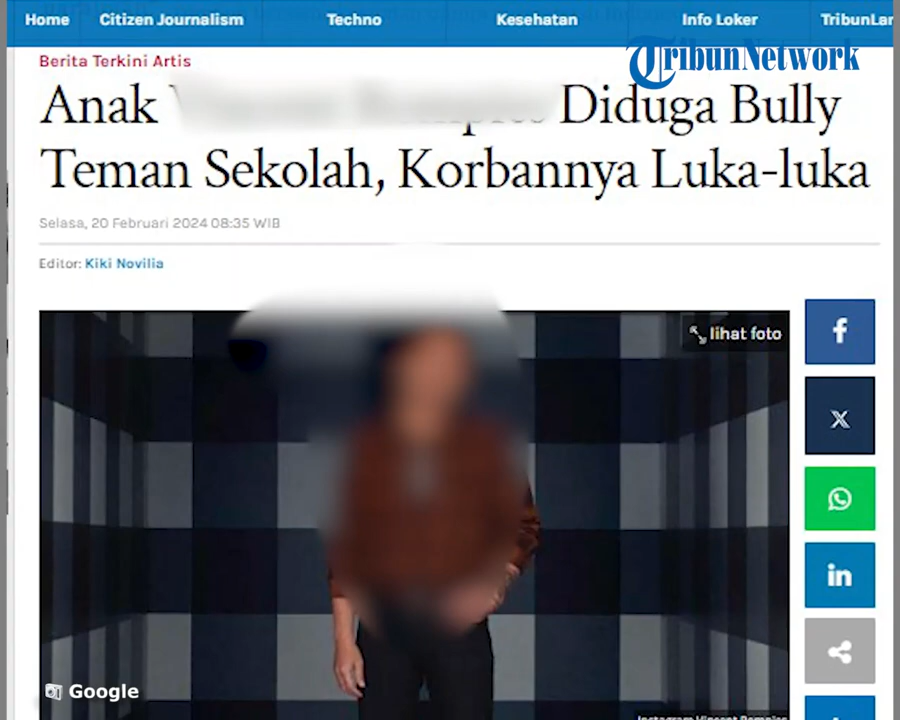 Home Citizen Journalism Techno Kesehatan Info Loker TribunLan
TribunNetwork
Berita Terkini Artis
Anak Diduga Bully
Teman Sekolah, Korbannya Luka-luka
Selasa, 20 Februari 2024 08:35 WIB
Editor: Kiki Novilia
lihat foto
Google